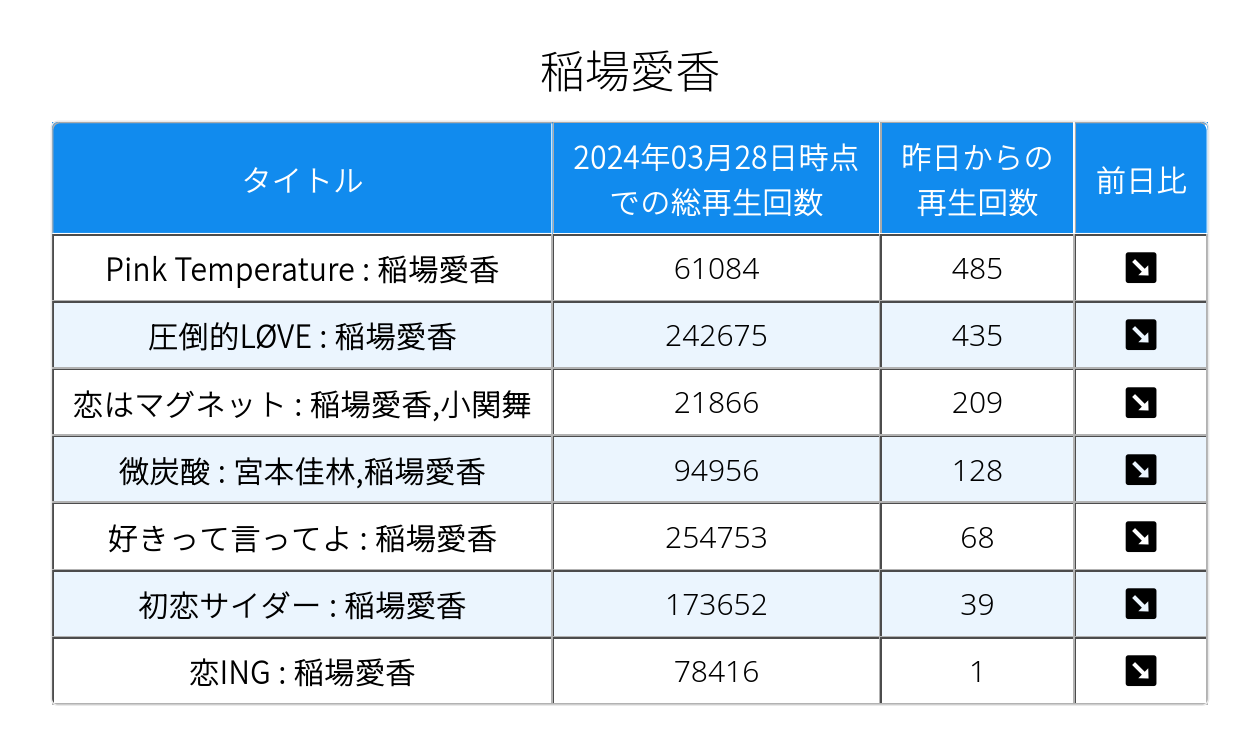 稲場愛香
タイトル
2024年03月28日時点
での総再生回数
昨日からの
再生回数
前日比
Pink Temperature : 稲場愛香 61084 485 ↘
圧倒的LØVE : 稲場愛香 242675 435 ↘
恋はマグネット : 稲場愛香,小関舞 21866 209 ↘
微炭酸 : 宮本佳林,稲場愛香 94956 128 ↘
好きって言ってよ : 稲場愛香 254753 68 ↘
初恋サイダー : 稲場愛香 173652 39 ↘
恋ING : 稲場愛香 78416 1 ↘